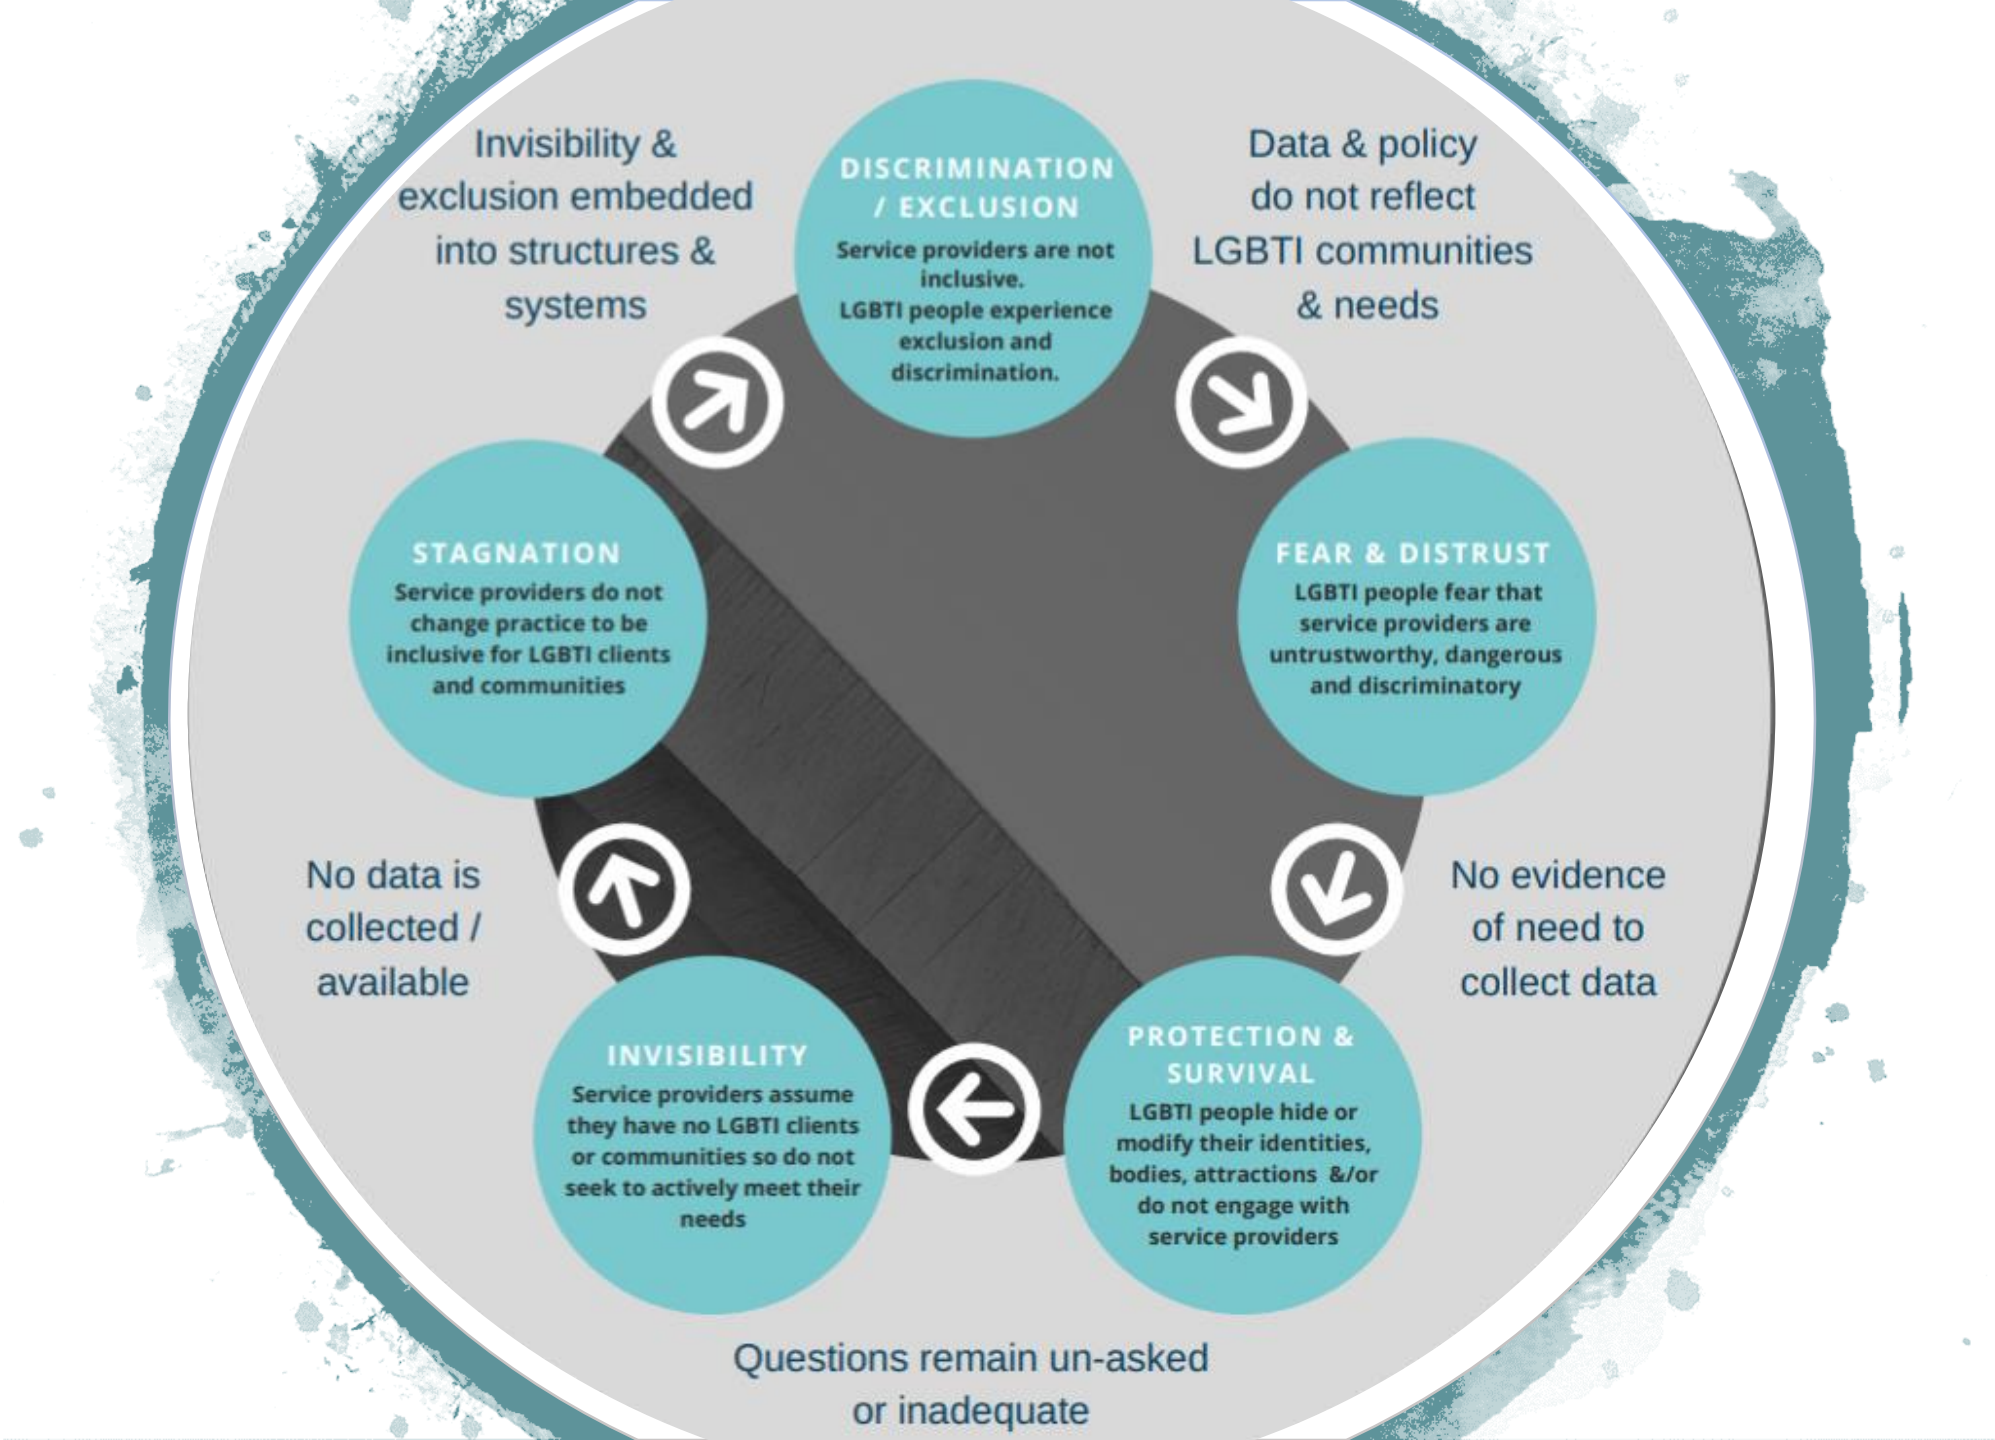 Invisibility &
exclusion embedded
into structures &
systems
DISCRIMINATION
/ EXCLUSION
Service providers are not
inclusive.
LGBTI people experience
exclusion and
discrimination.
Data & policy
do not reflect
LGBTI communities
& needs
FEAR & DISTRUST
LGBTI people fear that
service providers are
untrustworthy, dangerous
and discriminatory
No evidence
of need to
collect data
PROTECTION &
SURVIVAL
LGBTI people hide or
modify their identities,
bodies, attractions &/or
do not engage with
service providers
Questions remain un-asked
or inadequate
INVISIBILITY
Service providers assume
they have no LGBTI clients
or communities so do not
seek to actively meet their
needs
No data is
collected /
available
STAGNATION
Service providers do not
change practice to be
inclusive for LGBTI clients
and communities